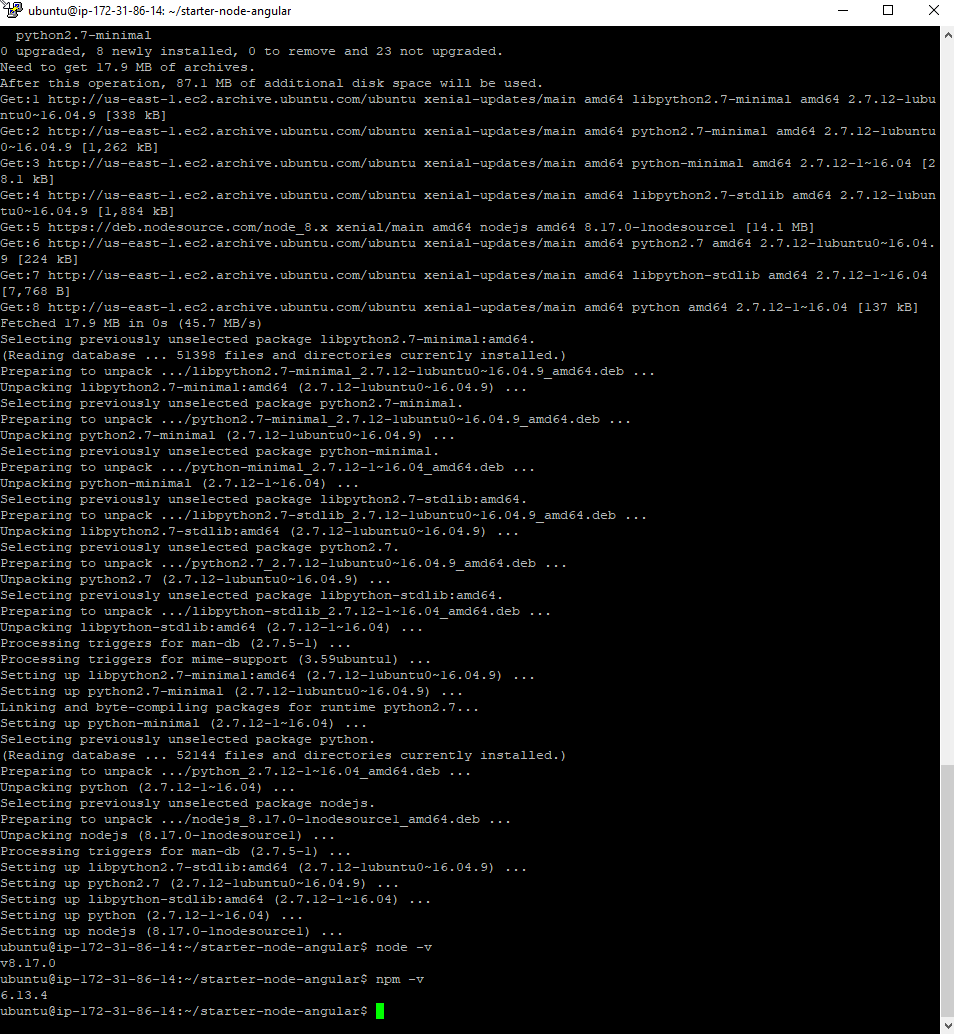 ubuntu@ip-172-31-86-14: ~/starter-node-angular
  python2.7-minimal
0 upgraded, 8 newly installed, 0 to remove and 23 not upgraded.
Need to get 17.9 MB of archives.
After this operation, 87.1 MB of additional disk space will be used.
Get:1 http://us-east-1.ec2.archive.ubuntu.com/ubuntu xenial-updates/main amd64 libpython2.7-minimal amd64 2.7.12-1ubu
ntu0~16.04.9 [338 kB]
Get:2 http://us-east-1.ec2.archive.ubuntu.com/ubuntu xenial-updates/main amd64 python2.7-minimal amd64 2.7.12-1ubuntu
0~16.04.9 [1,262 kB]
Get:3 http://us-east-1.ec2.archive.ubuntu.com/ubuntu xenial-updates/main amd64 python-minimal amd64 2.7.12-1~16.04 [2
8.1 kB]
Get:4 http://us-east-1.ec2.archive.ubuntu.com/ubuntu xenial-updates/main amd64 libpython2.7-stdlib amd64 2.7.12-1ubun
tu0~16.04.9 [1,884 kB]
Get:5 https://deb.nodesource.com/node_8.x xenial/main amd64 nodejs amd64 8.17.0-1nodesource1 [14.1 MB]
Get:6 http://us-east-1.ec2.archive.ubuntu.com/ubuntu xenial-updates/main amd64 python2.7 amd64 2.7.12-1ubuntu0~16.04.
9 [224 kB]
Get:7 http://us-east-1.ec2.archive.ubuntu.com/ubuntu xenial-updates/main amd64 libpython-stdlib amd64 2.7.12-1~16.04
[7,768 B]
Get:8 http://us-east-1.ec2.archive.ubuntu.com/ubuntu xenial-updates/main amd64 python amd64 2.7.12-1~16.04 [137 kB]
Fetched 17.9 MB in 0s (45.7 MB/s)
Selecting previously unselected package libpython2.7-minimal:amd64.
(Reading database ... 51398 files and directories currently installed.)
Preparing to unpack .../libpython2.7-minimal_2.7.12-1ubuntu0~16.04.9_amd64.deb ...
Unpacking libpython2.7-minimal:amd64 (2.7.12-1ubuntu0~16.04.9) ...
Selecting previously unselected package python2.7-minimal.
Preparing to unpack .../python2.7-minimal_2.7.12-1ubuntu0~16.04.9_amd64.deb ...
Unpacking python2.7-minimal (2.7.12-1ubuntu0~16.04.9) ...
Selecting previously unselected package python-minimal.
Preparing to unpack .../python-minimal_2.7.12-1~16.04_amd64.deb ...
Unpacking python-minimal (2.7.12-1~16.04) ...
Selecting previously unselected package libpython2.7-stdlib:amd64.
Preparing to unpack .../libpython2.7-stdlib_2.7.12-1ubuntu0~16.04.9_amd64.deb ...
Unpacking libpython2.7-stdlib:amd64 (2.7.12-1ubuntu0~16.04.9) ...
Selecting previously unselected package python2.7.
Preparing to unpack .../python2.7_2.7.12-1ubuntu0~16.04.9_amd64.deb ...
Unpacking python2.7 (2.7.12-1ubuntu0~16.04.9) ...
Selecting previously unselected package libpython-stdlib:amd64.
Preparing to unpack .../libpython-stdlib_2.7.12-1~16.04_amd64.deb ...
Unpacking libpython-stdlib:amd64 (2.7.12-1~16.04) ...
Processing triggers for man-db (2.7.5-1) ...
Processing triggers for mime-support (3.59ubuntu1) ...
Setting up libpython2.7-minimal:amd64 (2.7.12-1ubuntu0~16.04.9) ...
Setting up python2.7-minimal (2.7.12-1ubuntu0~16.04.9) ...
Linking and byte-compiling packages for runtime python2.7...
Setting up python-minimal (2.7.12-1~16.04) ...
Selecting previously unselected package python.
(Reading database ... 52144 files and directories currently installed.)
Preparing to unpack .../python_2.7.12-1~16.04_amd64.deb ...
Unpacking python (2.7.12-1~16.04) ...
Selecting previously unselected package nodejs.
Preparing to unpack .../nodejs_8.17.0-1nodesource1_amd64.deb ...
Unpacking nodejs (8.17.0-1nodesource1) ...
Processing triggers for man-db (2.7.5-1) ...
Setting up libpython2.7-stdlib:amd64 (2.7.12-1ubuntu0~16.04.9) ...
Setting up python2.7 (2.7.12-1ubuntu0~16.04.9) ...
Setting up libpython-stdlib:amd64 (2.7.12-1~16.04) ...
Setting up python (2.7.12-1~16.04) ...
Setting up nodejs (8.17.0-1nodesource1) ...
ubuntu@ip-172-31-86-14:~/starter-node-angular$ node -v
v8.17.0
ubuntu@ip-172-31-86-14:~/starter-node-angular$ npm -v
6.13.4
ubuntu@ip-172-31-86-14:~/starter-node-angular$